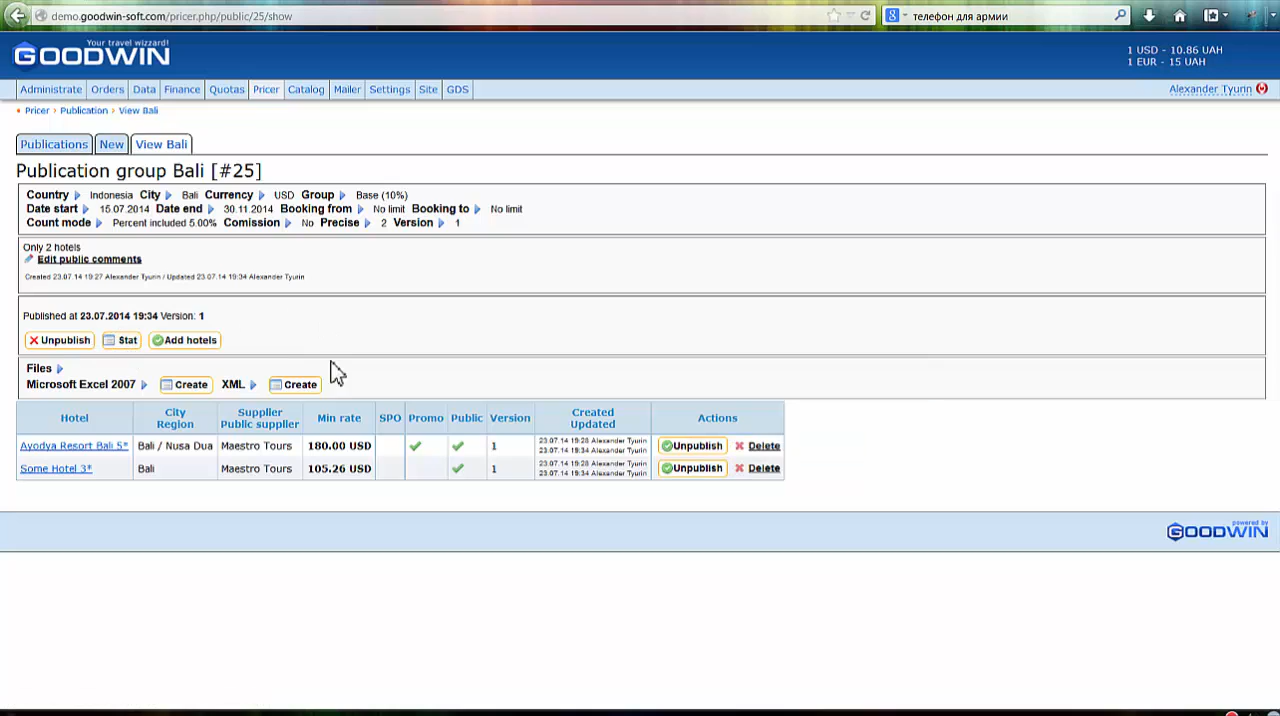 demo.goodwin-soft.com/pricer.php/public/25/show
телефон для армии
Your travel wizzard!
GOODWIN
1 USD - 10.86 UAH
1 EUR - 15 UAH
Administrate Orders Data Finance Quotas Pricer Catalog Mailer Settings Site GDS
Alexander Tyurin
Pricer › Publication › View Bali
Publications New View Bali
Publication group Bali [#25]
Country Indonesia City Bali Currency USD Group Base (10%)
Date start 15.07.2014 Date end 30.11.2014 Booking from No limit Booking to No limit
Count mode Percent included 5.00% Comission No Precise 2 Version 1
Only 2 hotels
Edit public comments
Created 23.07.14 19:27 Alexander Tyurin / Updated 23.07.14 19:34 Alexander Tyurin
Published at 23.07.2014 19:34 Version: 1
Unpublish Stat Add hotels
Files
Microsoft Excel 2007 Create XML Create
Hotel City Region Supplier Public supplier Min rate SPO Promo Public Version Created Updated Actions
Ayodya Resort Bali 5* Bali / Nusa Dua Maestro Tours 180.00 USD 1 23.07.14 19:28 Alexander Tyurin 23.07.14 19:34 Alexander Tyurin Unpublish Delete
Some Hotel 3* Bali Maestro Tours 105.26 USD 1 23.07.14 19:28 Alexander Tyurin 23.07.14 19:34 Alexander Tyurin Unpublish Delete
powered by
GOODWIN